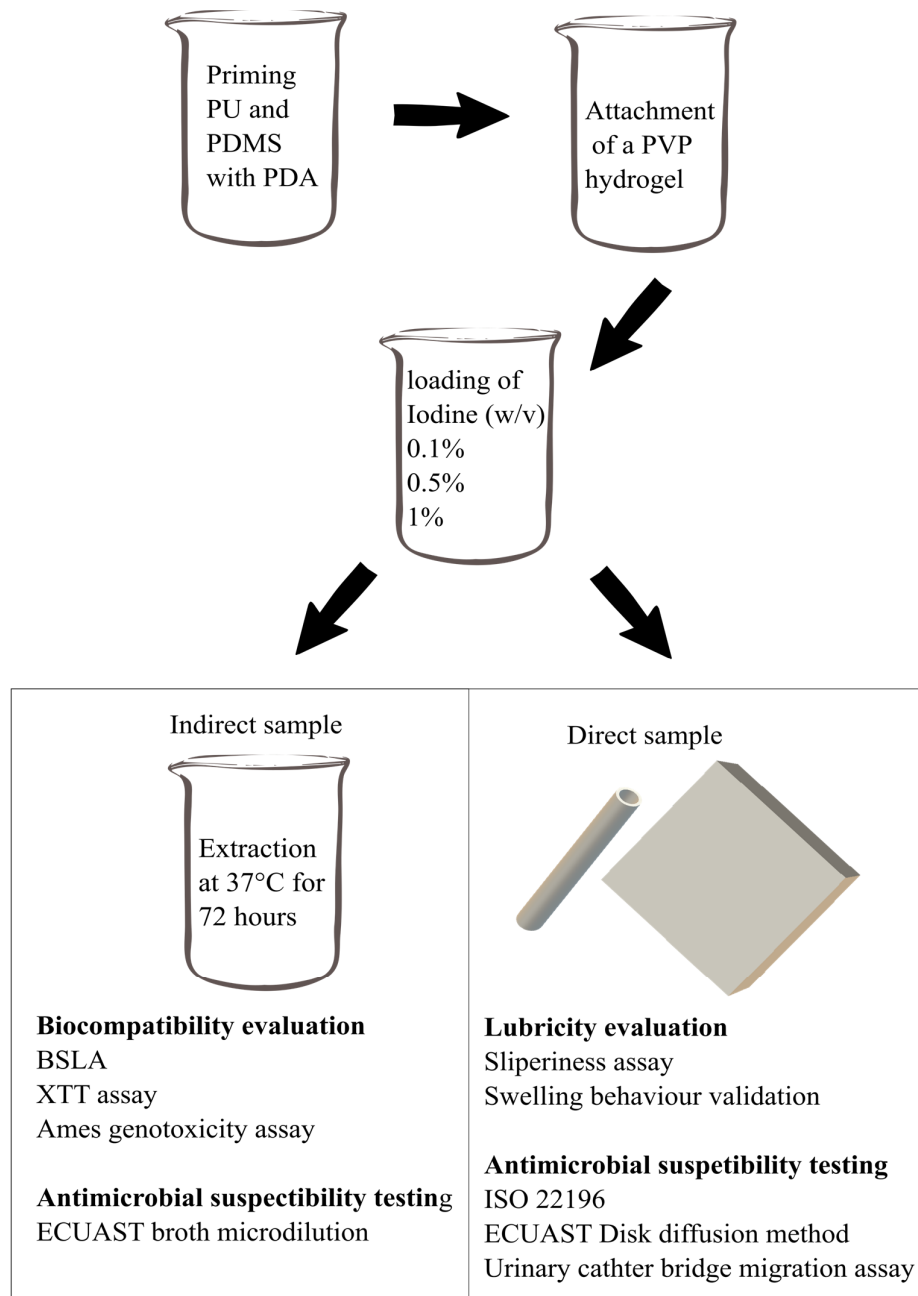 Priming
PU and
PDMS
with PDA
Attachment
of a PVP
hydrogel
loading of
Iodine (w/v)
0.1%
0.5%
1%
Indirect sample
Extraction
at 37°C for
72 hours
Biocompatibility evaluation
BSLA
XTT assay
Ames genotoxicity assay
Antimicrobial suspectibility testing
ECUAST broth microdilution
Direct sample
Lubricity evaluation
Sliperiness assay
Swelling behaviour validation
Antimicrobial suspetibility testing
ISO 22196
ECUAST Disk diffusion method
Urinary cathter bridge migration assay